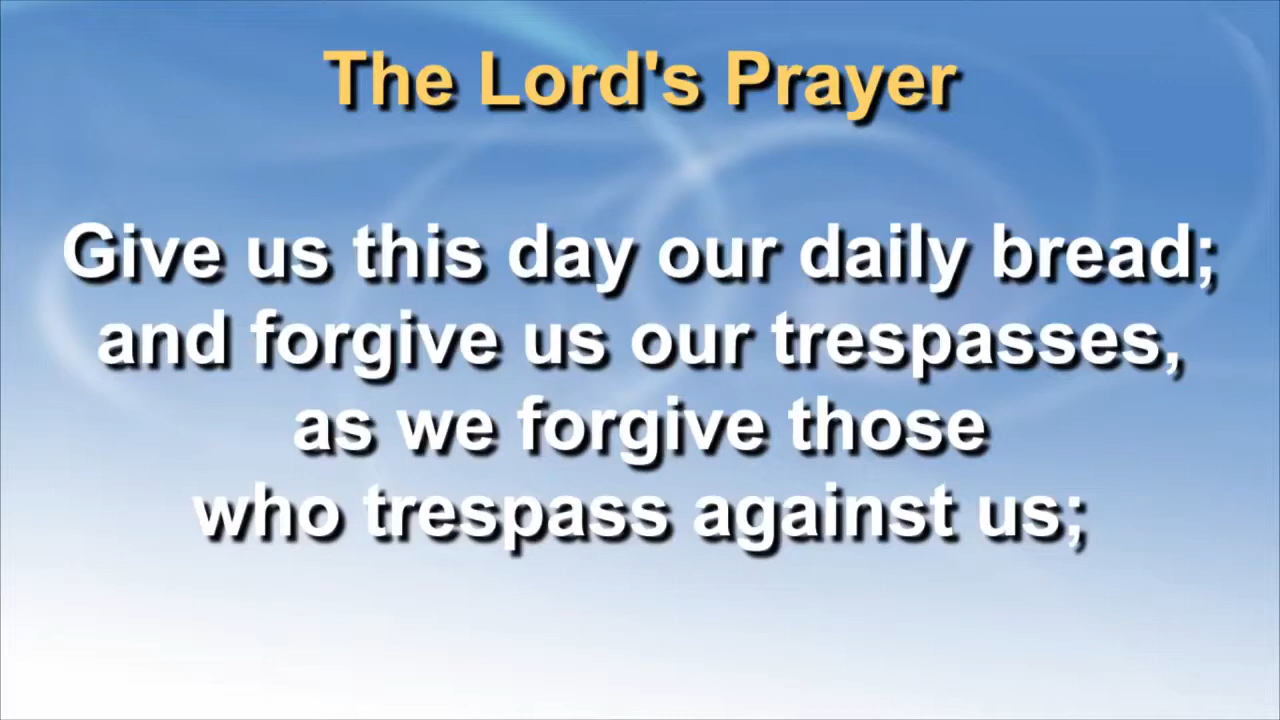 The Lord's Prayer
Give us this day our daily bread;
and forgive us our trespasses,
as we forgive those
who trespass against us;